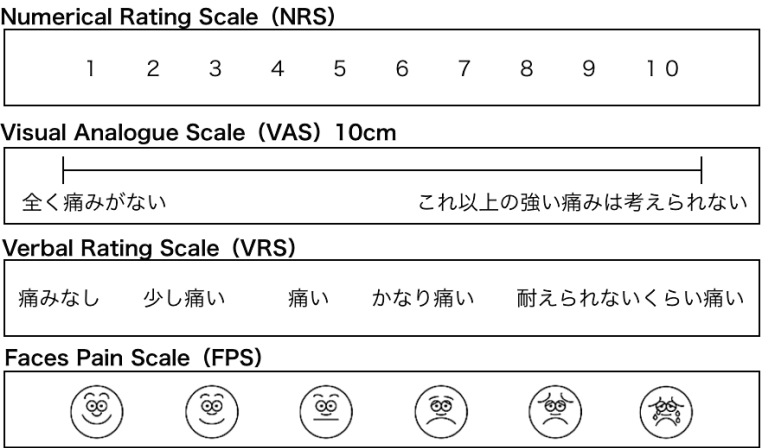 Numerical Rating Scale（NRS）
1 2 3 4 5 6 7 8 9 10
Visual Analogue Scale（VAS）10cm
全く痛みがない これ以上の強い痛みは考えられない
Verbal Rating Scale（VRS）
痛みなし 少し痛い 痛い かなり痛い 耐えられないくらい痛い
Faces Pain Scale（FPS）